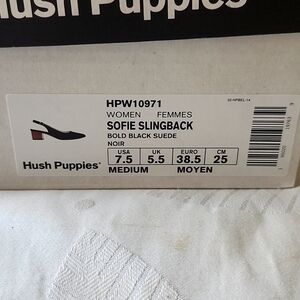 Hush Puppies
HPW10971
WOMEN FEMMES
SOFIE SLINGBACK
BOLD BLACK SUEDE
NOIR
USA UK EURO CM
7.5 5.5 38.5 25
MEDIUM MOYEN
Hush Puppies